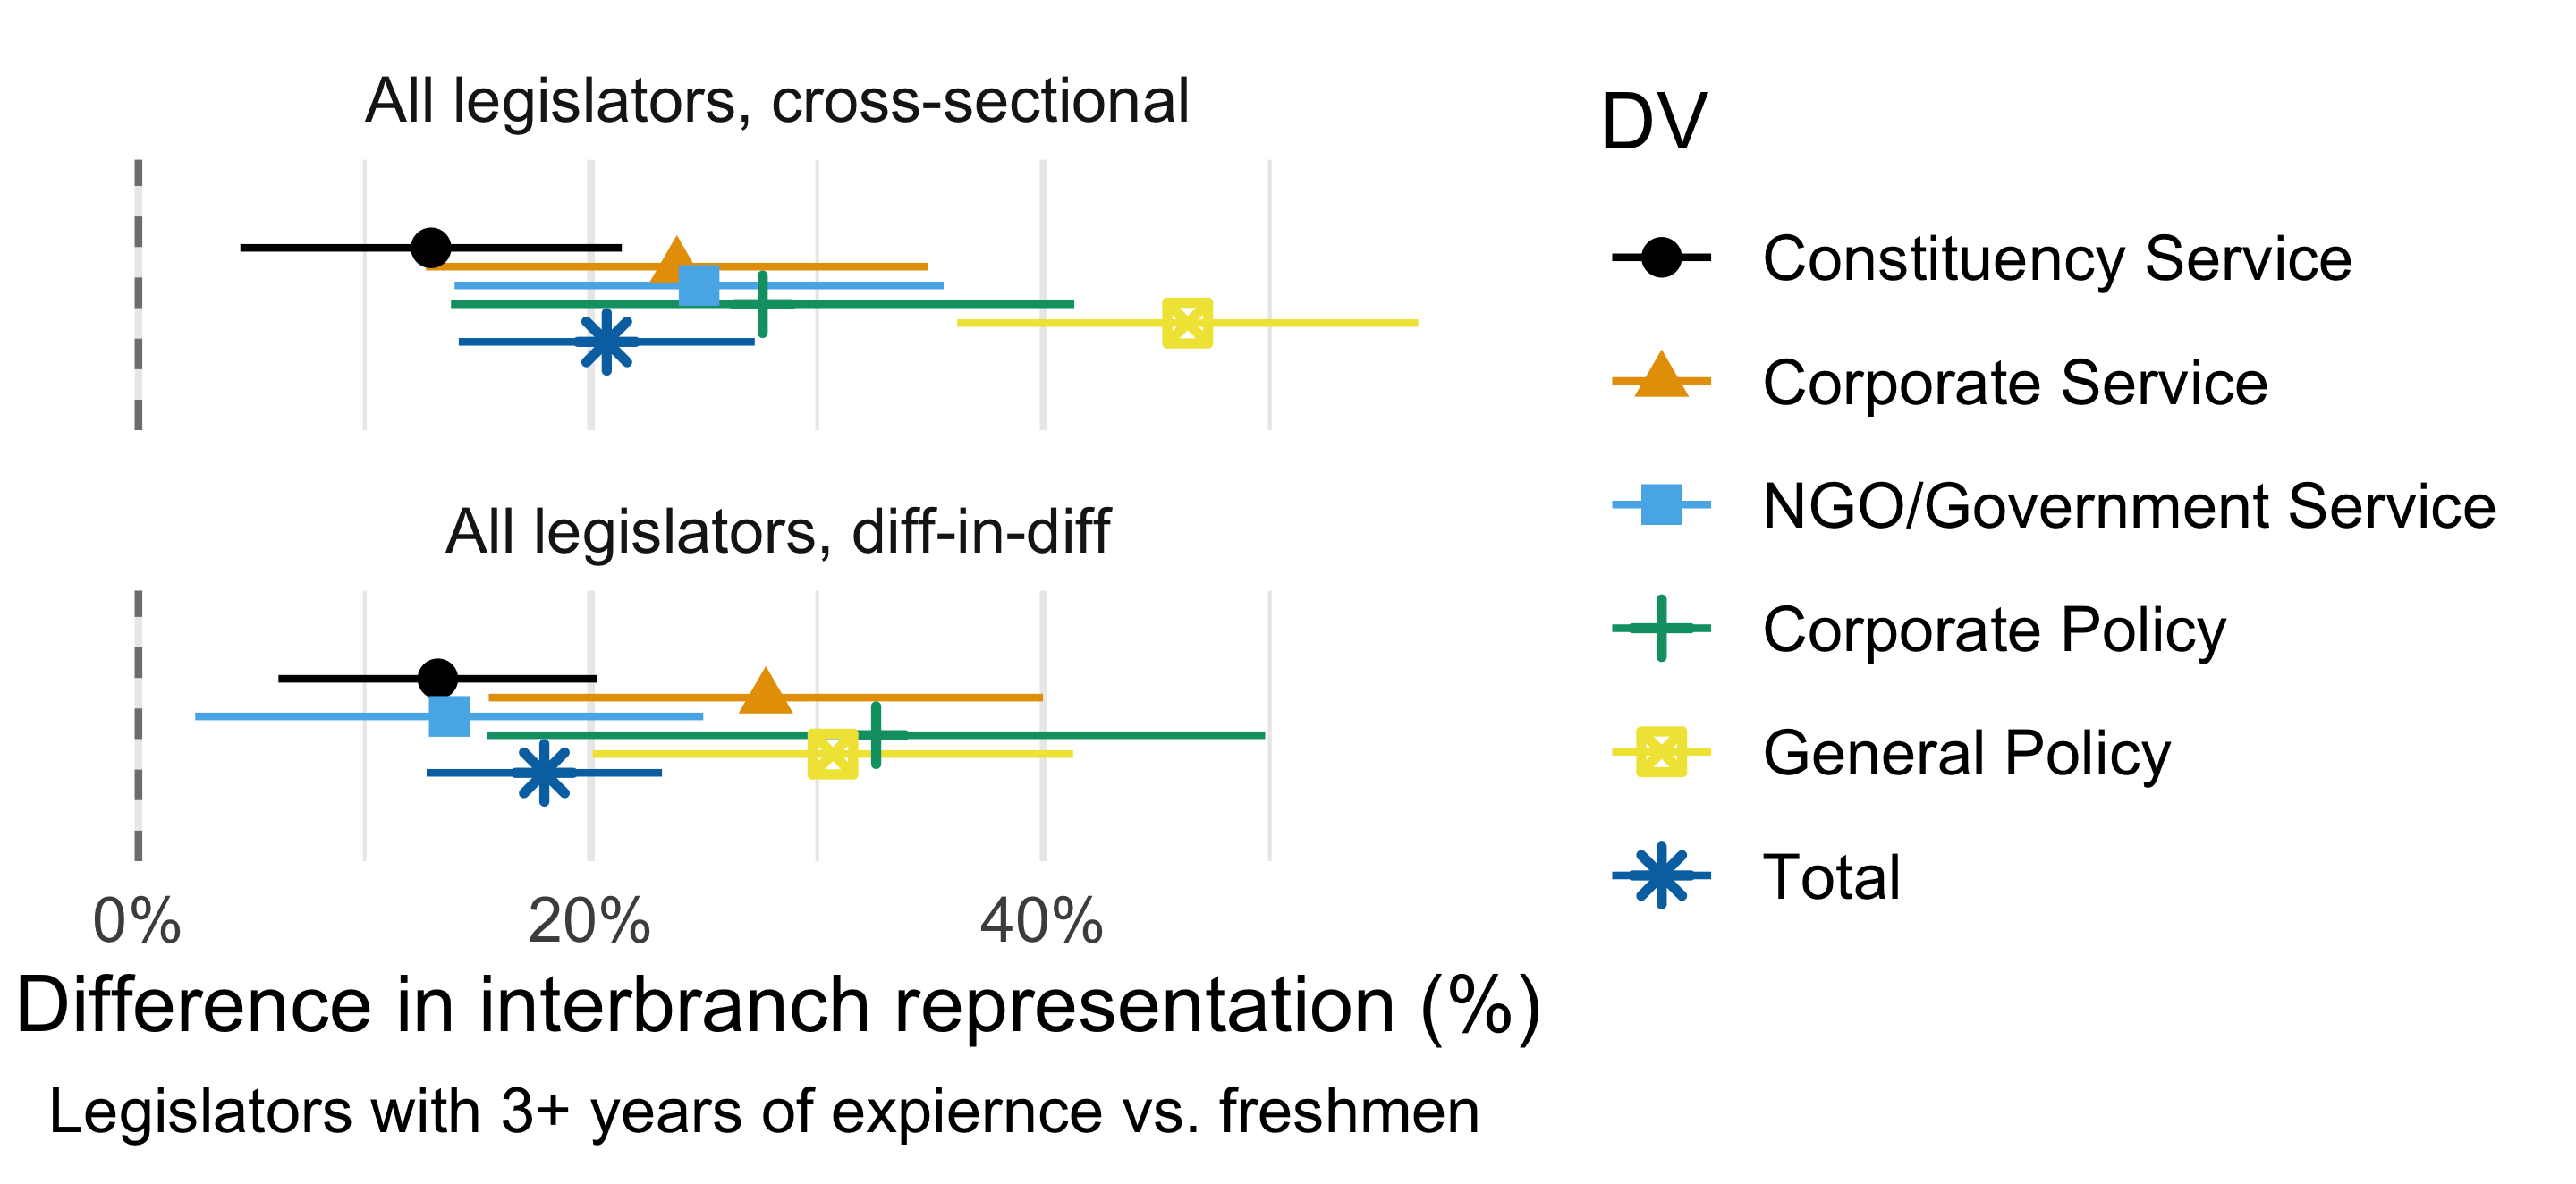 All legislators, cross-sectional
All legislators, diff-in-diff
0%
20%
40%
Difference in interbranch representation (%)
Legislators with 3+ years of expiernce vs. freshmen
DV
Constituency Service
Corporate Service
NGO/Government Service
Corporate Policy
General Policy
Total